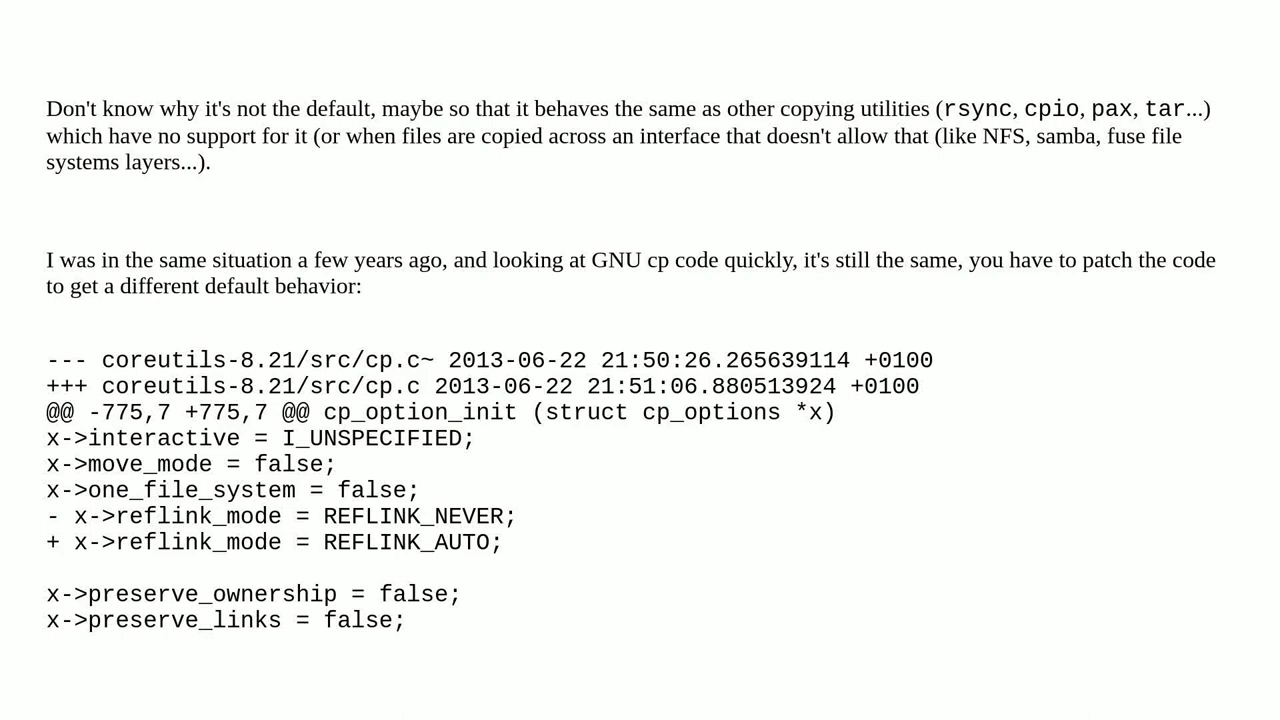 Don't know why it's not the default, maybe so that it behaves the same as other copying utilities (rsync, cpio, pax, tar...)
which have no support for it (or when files are copied across an interface that doesn't allow that (like NFS, samba, fuse file
systems layers...).
I was in the same situation a few years ago, and looking at GNU cp code quickly, it's still the same, you have to patch the code
to get a different default behavior:
--- coreutils-8.21/src/cp.c~ 2013-06-22 21:50:26.265639114 +0100
+++ coreutils-8.21/src/cp.c 2013-06-22 21:51:06.880513924 +0100
@@ -775,7 +775,7 @@ cp_option_init (struct cp_options *x)
x->interactive = I_UNSPECIFIED;
x->move_mode = false;
x->one_file_system = false;
- x->reflink_mode = REFLINK_NEVER;
+ x->reflink_mode = REFLINK_AUTO;
x->preserve_ownership = false;
x->preserve_links = false;